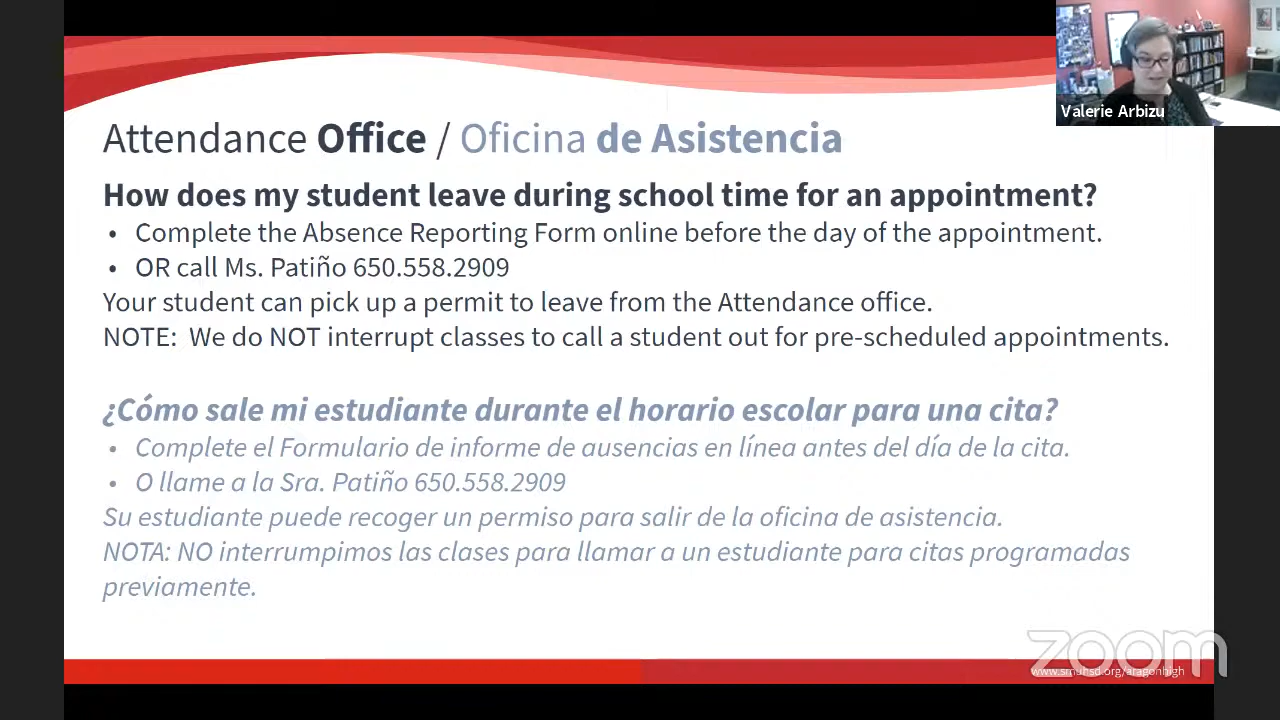 Valerie Arbizu
Attendance Office / Oficina de Asistencia
How does my student leave during school time for an appointment?
• Complete the Absence Reporting Form online before the day of the appointment.
• OR call Ms. Patiño 650.558.2909
Your student can pick up a permit to leave from the Attendance office.
NOTE: We do NOT interrupt classes to call a student out for pre-scheduled appointments.
¿Cómo sale mi estudiante durante el horario escolar para una cita?
• Complete el Formulario de informe de ausencias en línea antes del día de la cita.
• O llame a la Sra. Patiño 650.558.2909
Su estudiante puede recoger un permiso para salir de la oficina de asistencia.
NOTA: NO interrumpimos las clases para llamar a un estudiante para citas programadas
previamente.
zoom
www.smuhsd.org/aragonhigh